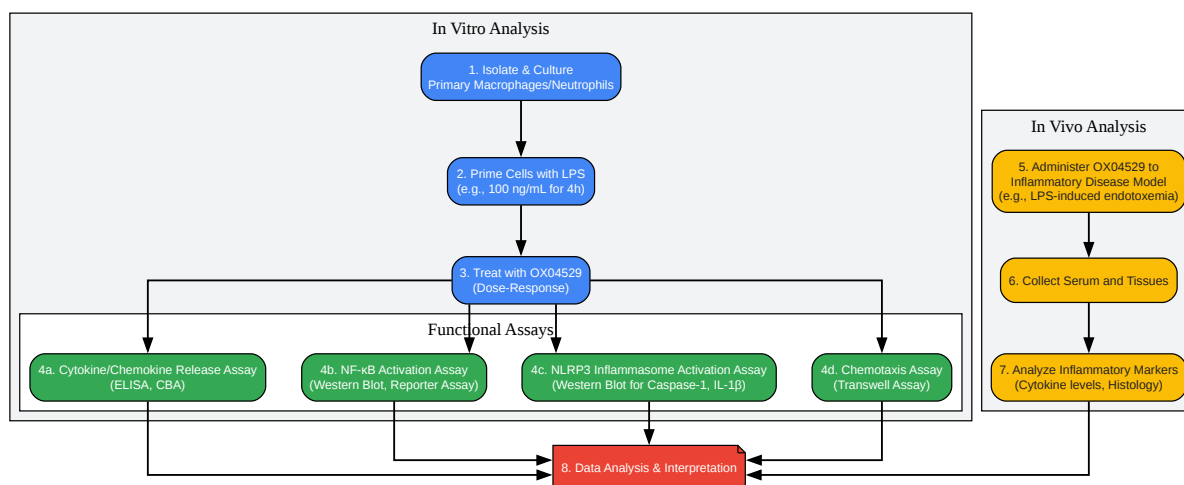 In Vitro Analysis
1. Isolate & Culture
Primary Macrophages/Neutrophils
2. Prime Cells with LPS
(e.g., 100 ng/mL for 4h)
3. Treat with OX04529
(Dose-Response)
Functional Assays
4a. Cytokine/Chemokine Release Assay
(ELISA, CBA)
4b. NF-κB Activation Assay
(Western Blot, Reporter Assay)
4c. NLRP3 Inflammasome Activation Assay
(Western Blot for Caspase-1, IL-1β)
4d. Chemotaxis Assay
(Transwell Assay)
In Vivo Analysis
5. Administer OX04529 to
Inflammatory Disease Model
(e.g., LPS-induced endotoxemia)
6. Collect Serum and Tissues
7. Analyze Inflammatory Markers
(Cytokine levels, Histology)
8. Data Analysis & Interpretation